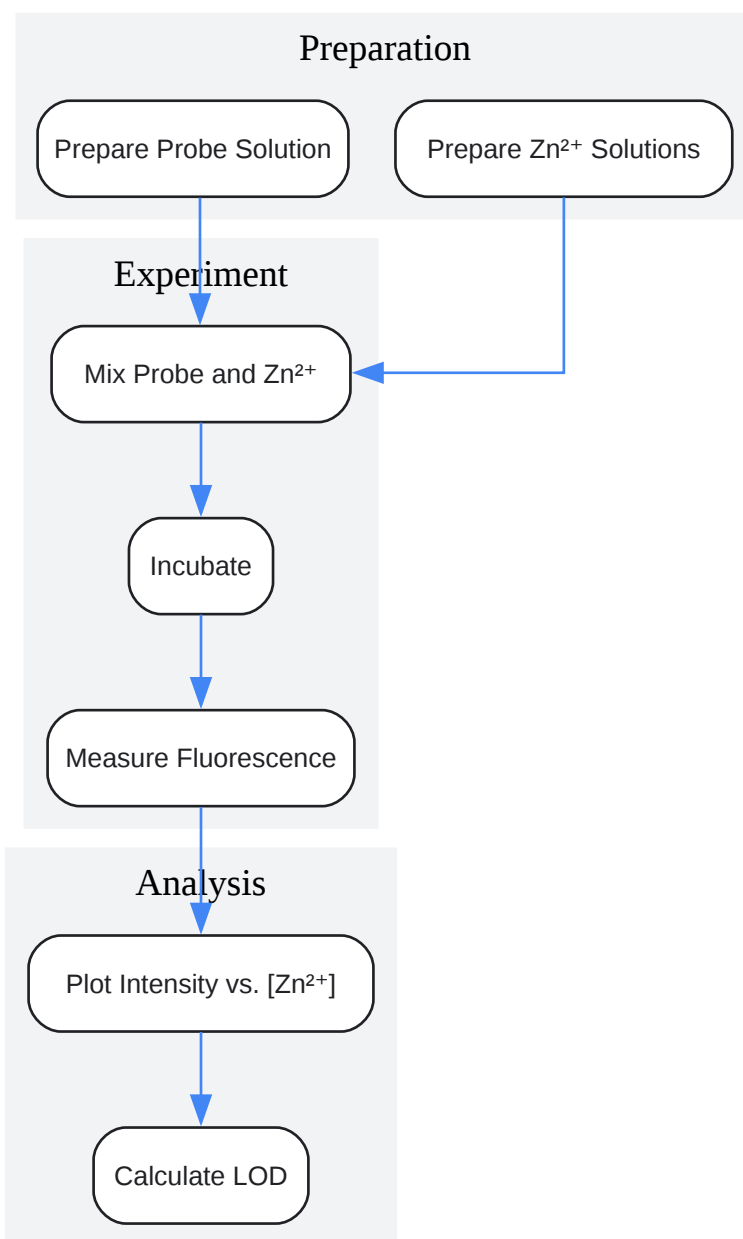 Preparation
Prepare Probe Solution
Prepare Zn²⁺ Solutions
Experiment
Mix Probe and Zn²⁺
Incubate
Measure Fluorescence
Analysis
Plot Intensity vs. [Zn²⁺]
Calculate LOD